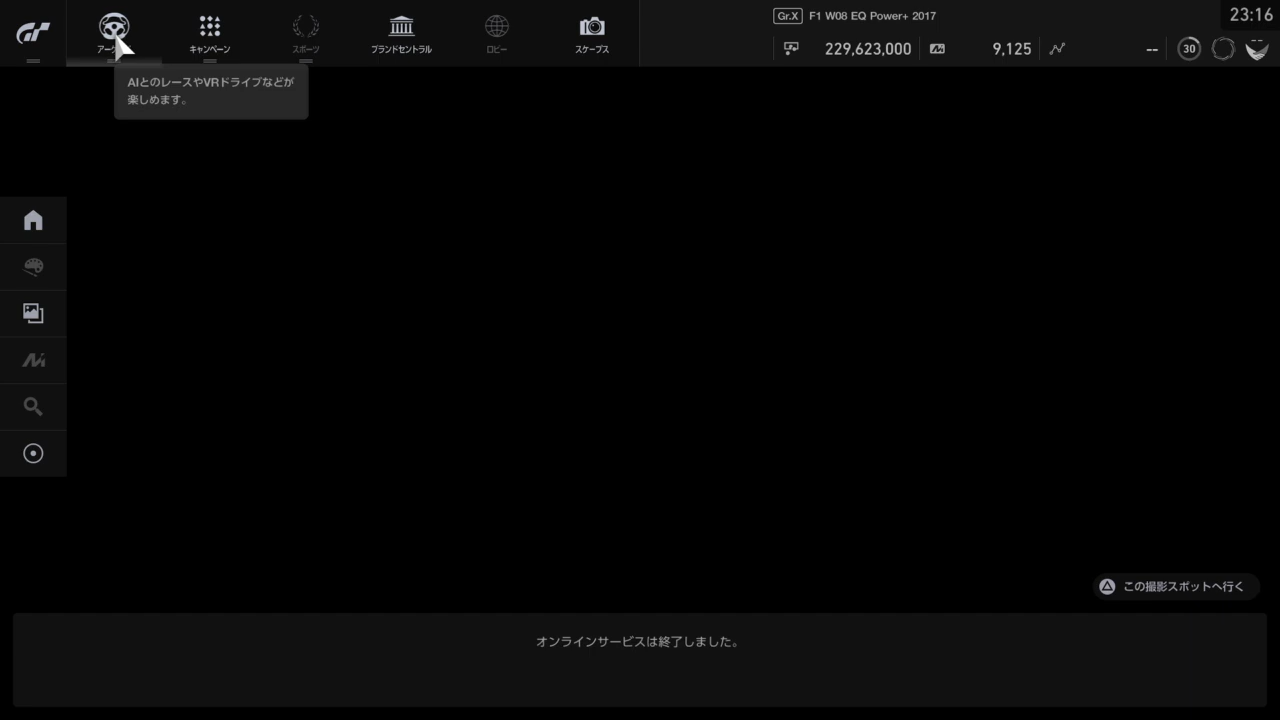 Gr.X F1 W08 EQ Power+ 2017
23:16
キャンペーン
スポーツ
ブランドセントラル
ロビー
スケープス
229,623,000
9,125
--
30
--
AIとのレースやVRドライブなどが
楽しめます。
この撮影スポットへ行く
オンラインサービスは終了しました。